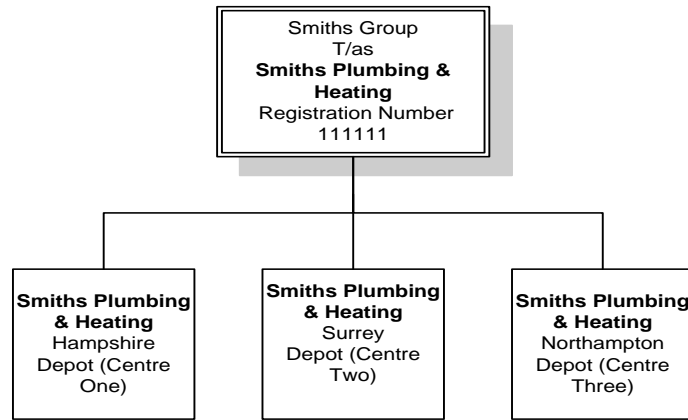 Smiths Group
T/as
Smiths Plumbing &
Heating
Registration Number
111111
Smiths Plumbing
& Heating
Hampshire
Depot (Centre
One)
Smiths Plumbing
& Heating
Surrey
Depot (Centre
Two)
Smiths Plumbing
& Heating
Northampton
Depot (Centre
Three)